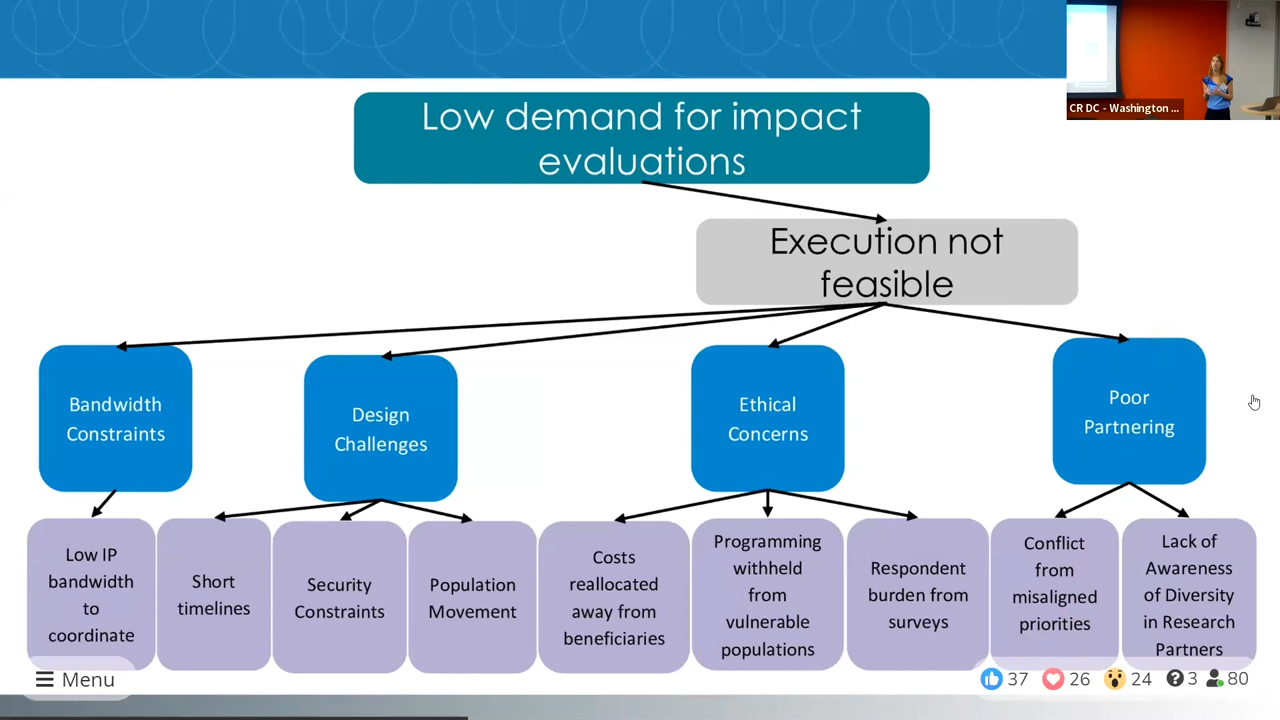 CR DC - Washington ...
Low demand for impact
evaluations
Execution not
feasible
Bandwidth
Constraints
Design
Challenges
Ethical
Concerns
Poor
Partnering
Low IP
bandwidth
to
coordinate
Short
timelines
Security
Constraints
Population
Movement
Costs
reallocated
away from
beneficiaries
Programming
withheld
from
vulnerable
populations
Respondent
burden from
surveys
Conflict
from
misaligned
priorities
Lack of
Awareness
of Diversity
in Research
Partners
Menu
37 26 24 3 80